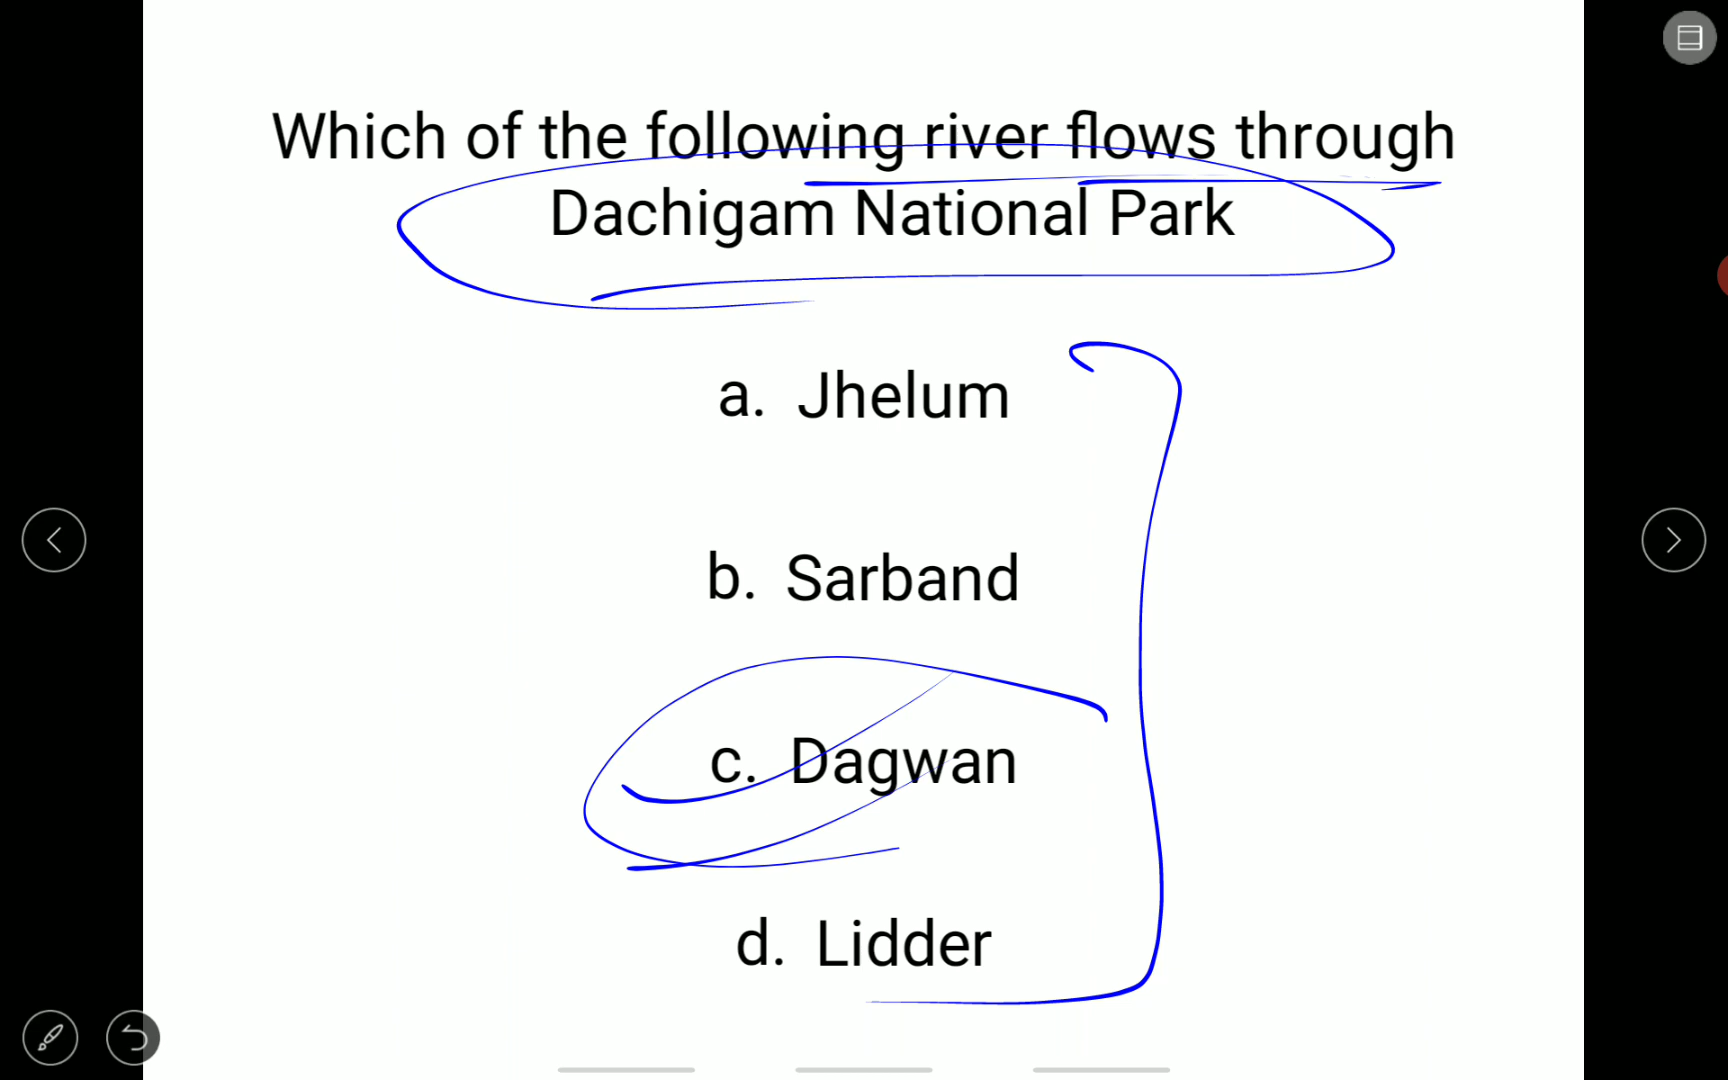 Which of the following river flows through
Dachigam National Park
a. Jhelum
b. Sarband
c. Dagwan
d. Lidder